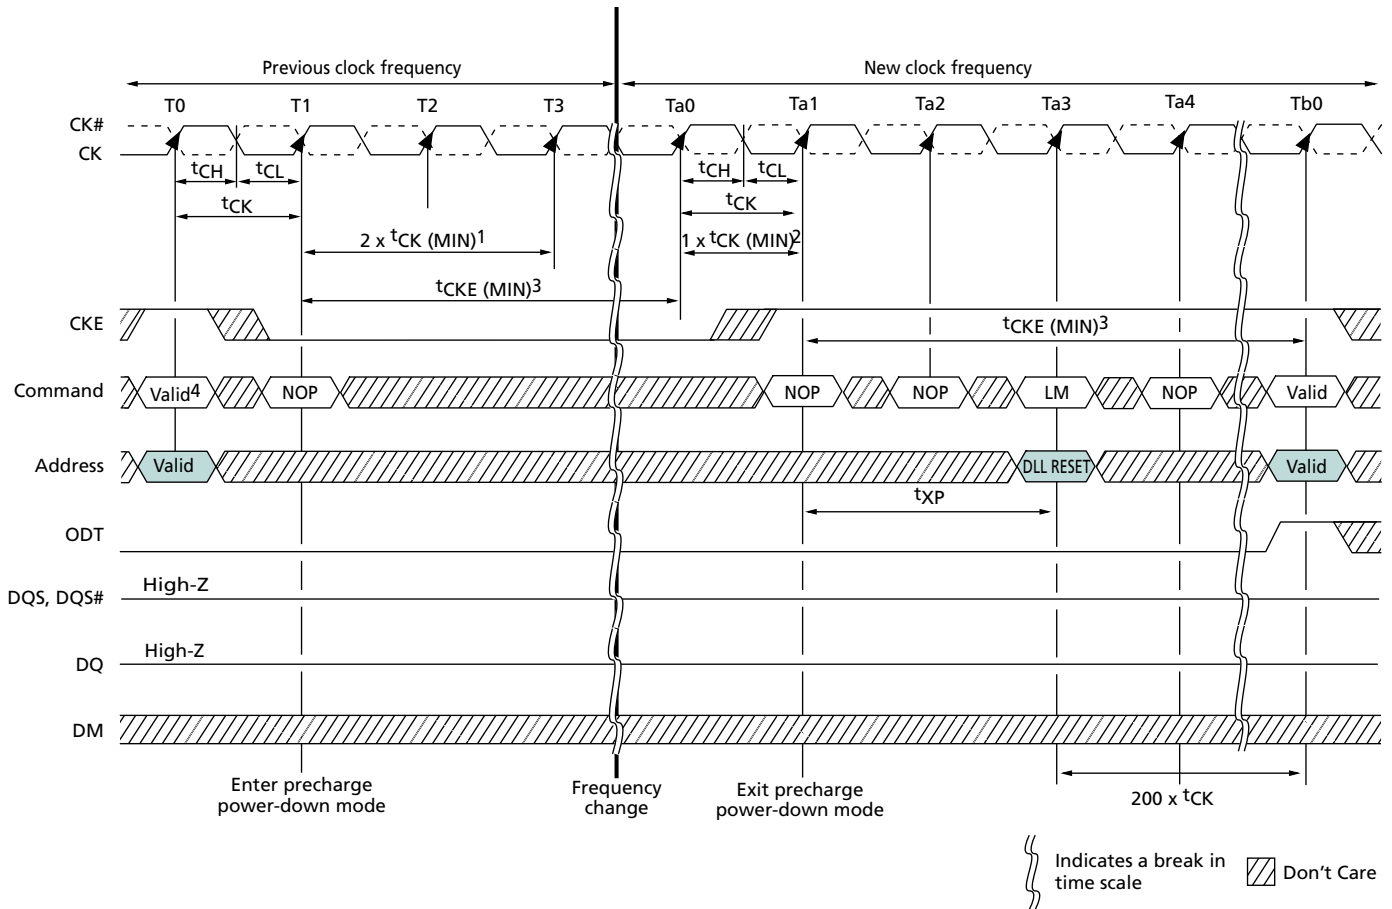 Previous clock frequency
New clock frequency
T0 T1 T2 T3 Ta0 Ta1 Ta2 Ta3 Ta4 Tb0
CK#
CK
tCH tCL tCH tCL
tCK tCK
2 x tCK (MIN)1 1 x tCK (MIN)2
tCKE (MIN)3
CKE
tCKE (MIN)3
Command Valid4 NOP NOP NOP LM NOP Valid
Address Valid DLL RESET Valid
tXP
ODT
High-Z
DQS, DQS#
High-Z
DQ
DM
Enter precharge
power-down mode
Frequency
change
Exit precharge
power-down mode
200 x tCK
Indicates a break in
time scale
Don't Care